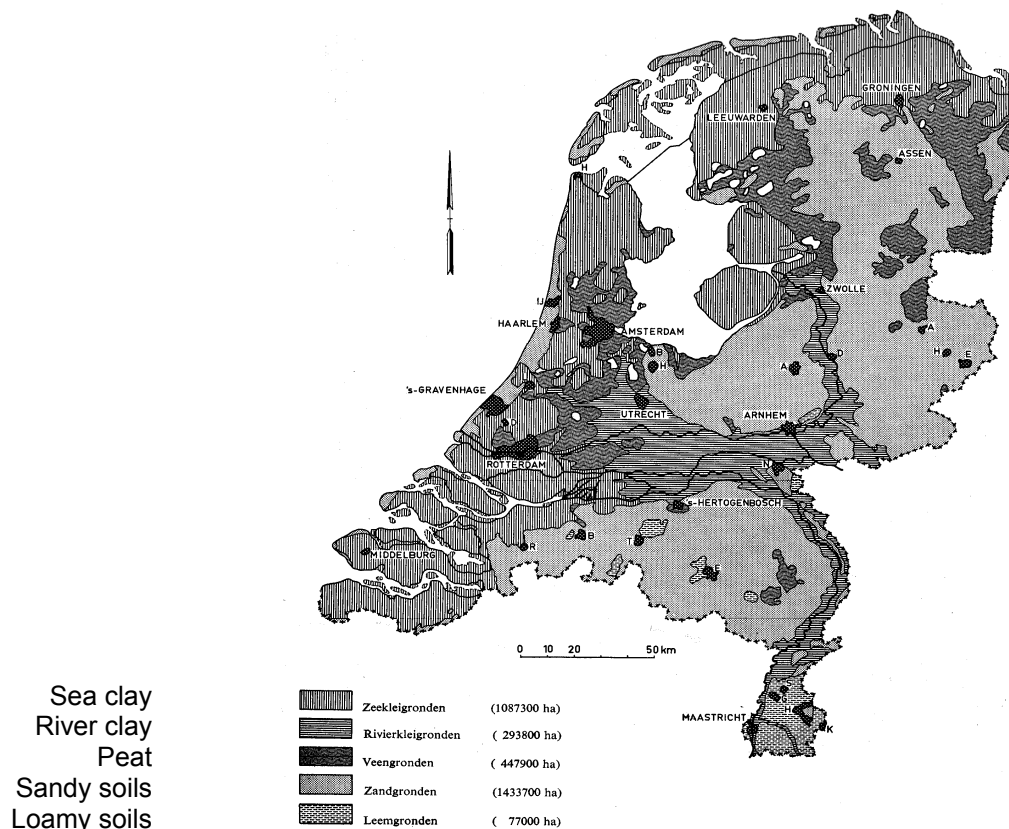 GRONINGEN
LEEUWARDEN
ASSEN
H
ZWOLLE
IJ
HAARLEM
AMSTERDAM
A
B
H
E
D
H
A
's-GRAVENHAGE
UTRECHT
ARNHEM
D
ROTTERDAM
N
's-HERTOGENBOSCH
B
T
R
MIDDELBURG
E
0 10 20 50 km
MAASTRICHT
H
K
Sea clay
River clay
Peat
Sandy soils
Loamy soils
Zeekleigronden (1087300 ha)
Rivierkleigronden ( 293800 ha)
Veengronden ( 447900 ha)
Zandgronden (1433700 ha)
Leemgronden ( 77000 ha)